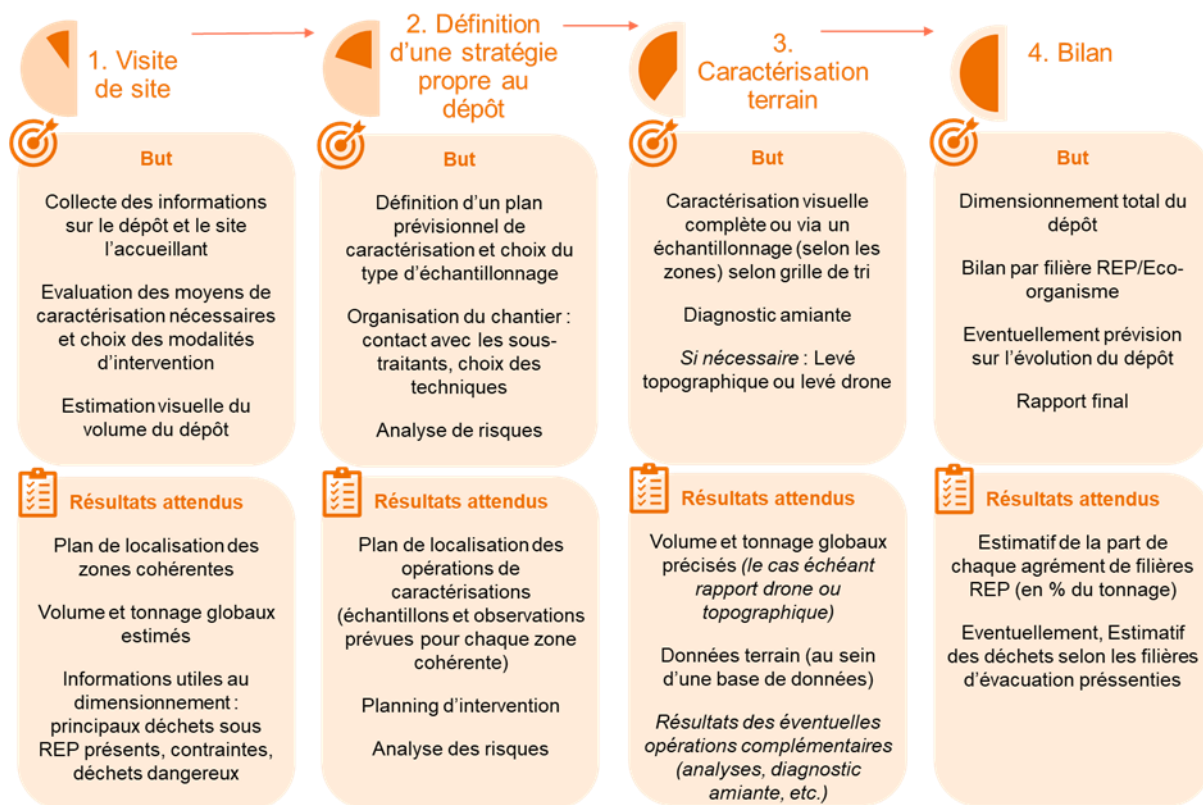 1. Visite
de site
2. Définition
d’une stratégie
propre au
dépôt
3.
Caractérisation
terrain
4. Bilan
But
Collecte des informations
sur le dépôt et le site
l’accueillant
Evaluation des moyens de
caractérisation nécessaires
et choix des modalités
d’intervention
Estimation visuelle du
volume du dépôt
But
Définition d’un plan
prévisionnel de
caractérisation et choix du
type d’échantillonnage
Organisation du chantier :
contact avec les sous-
traitants, choix des
techniques
Analyse de risques
But
Caractérisation visuelle
complète ou via un
échantillonnage (selon les
zones) selon grille de tri
Diagnostic amiante
Si nécessaire : Levé
topographique ou levé drone
But
Dimensionnement total du
dépôt
Bilan par filière REP/Eco-
organisme
Eventuellement prévision
sur l’évolution du dépôt
Rapport final
Résultats attendus
Plan de localisation des
zones cohérentes
Volume et tonnage globaux
estimés
Informations utiles au
dimensionnement :
principaux déchets sous
REP présents, contraintes,
déchets dangereux
Résultats attendus
Plan de localisation des
opérations de
caractérisations
(échantillons et observations
prévues pour chaque zone
cohérente)
Planning d’intervention
Analyse des risques
Résultats attendus
Volume et tonnage globaux
précisés (le cas échéant
rapport drone ou
topographique)
Données terrain (au sein
d’une base de données)
Résultats des éventuelles
opérations complémentaires
(analyses, diagnostic
amiante, etc.)
Résultats attendus
Estimatif de la part de
chaque agrément de filières
REP (en % du tonnage)
Eventuellement, Estimatif
des déchets selon les filières
d’évacuation préssenties